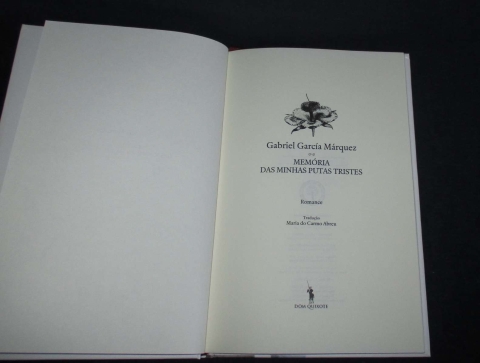 Gabriel García Márquez
MEMÓRIA
DAS MINHAS PUTAS TRISTES
Romance
Tradução
Maria do Carmo Abreu
DOM QUIXOTE